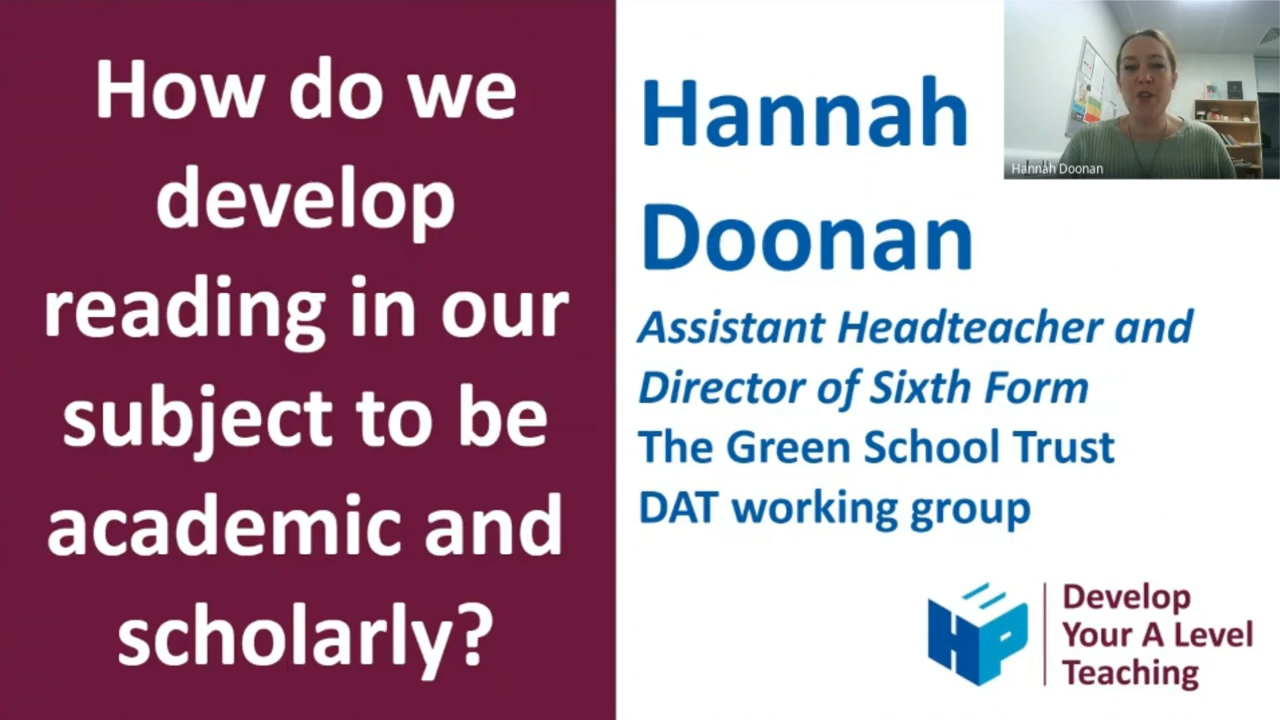 How do we
develop
reading in our
subject to be
academic and
scholarly?
Hannah
Doonan
Assistant Headteacher and
Director of Sixth Form
The Green School Trust
DAT working group
Hannah Doonan
HP
Develop
Your A Level
Teaching